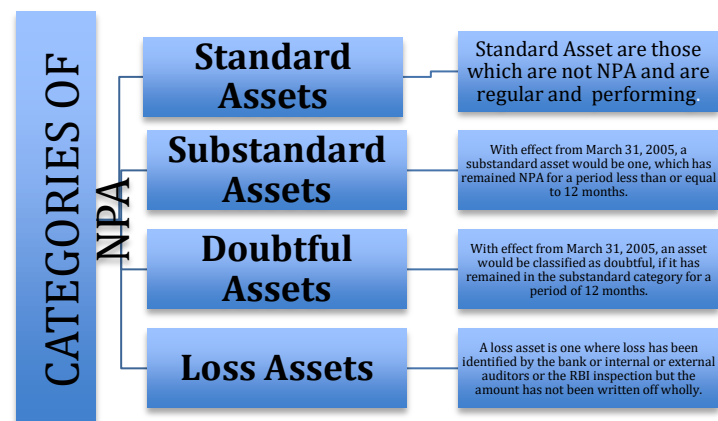 CATEGORIES OF
NPA
Standard
Assets
Standard Asset are those
which are not NPA and are
regular and performing.
Substandard
Assets
With effect from March 31, 2005, a
substandard asset would be one, which has
remained NPA for a period less than or equal
to 12 months.
Doubtful
Assets
With effect from March 31, 2005, an asset
would be classified as doubtful, if it has
remained in the substandard category for a
period of 12 months.
Loss Assets
A loss asset is one where loss has been
identified by the bank or internal or external
auditors or the RBI inspection but the
amount has not been written off wholly.